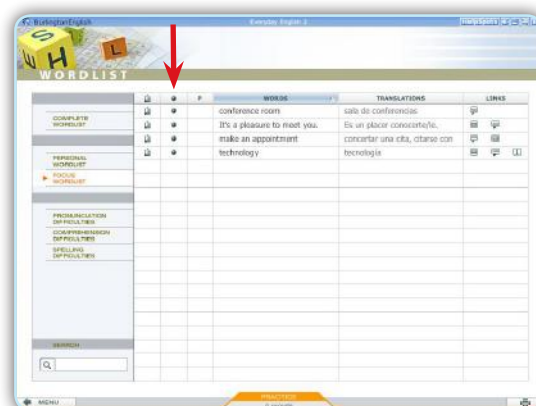 BurlingtonEnglish
Everyday English 2
W
S
H
L
WORDLIST
P WORDS TRANSLATIONS LINKS
conference room sala de conferencias
It's a pleasure to meet you. Es un placer conocerte/le.
make an appointment concertar una cita, citarse con
technology tecnología
COMPLETE
WORDLIST
PERSONAL
WORDLIST
FOCUS
WORDLIST
PRONUNCIATION
DIFFICULTIES
COMPREHENSION
DIFFICULTIES
SPELLING
DIFFICULTIES
SEARCH
MENU
PRACTICE